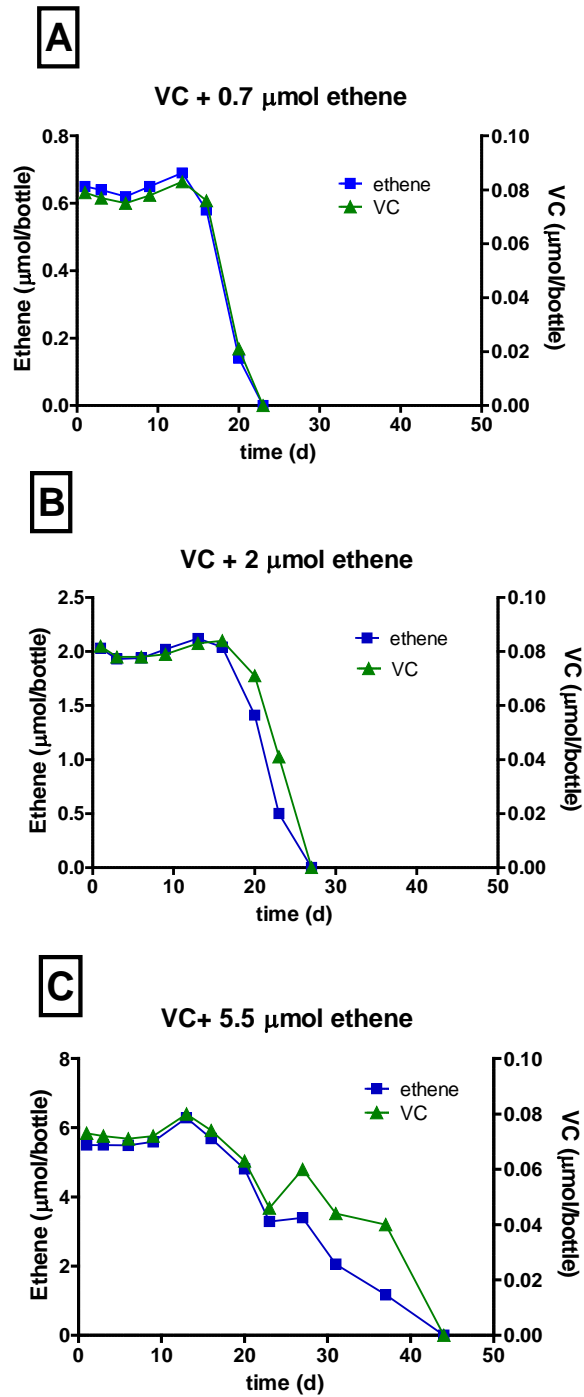 A
VC + 0.7 μmol ethene
0.8
0.6
0.4
0.2
0.0
Ethene (μmol/bottle)
ethene
VC
0.10
0.08
0.06
0.04
0.02
0.00
VC (μmol/bottle)
0 10 20 30 40 50
time (d)
B
VC + 2 μmol ethene
2.5
2.0
1.5
1.0
0.5
0.0
Ethene (μmol/bottle)
ethene
VC
0.10
0.08
0.06
0.04
0.02
0.00
VC (μmol/bottle)
0 10 20 30 40 50
time (d)
C
VC+ 5.5 μmol ethene
8
6
4
2
0
Ethene (μmol/bottle)
ethene
VC
0.10
0.08
0.06
0.04
0.02
0.00
VC (μmol/bottle)
0 10 20 30 40 50
time (d)